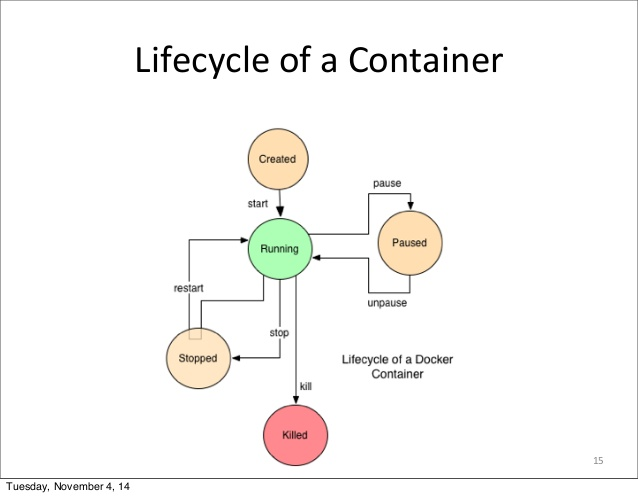 Lifecycle of a Container
Created
start
pause
Running
Paused
restart
unpause
stop
Stopped
Lifecycle of a Docker
Container
kill
Killed
15
Tuesday, November 4, 14